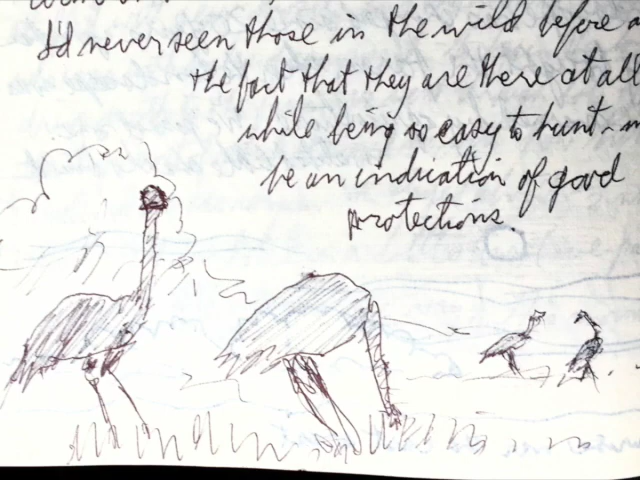 I'd never seen those in the wild before
the fact that they are there at all
while being so easy to hunt -
be an indication of good
protections.